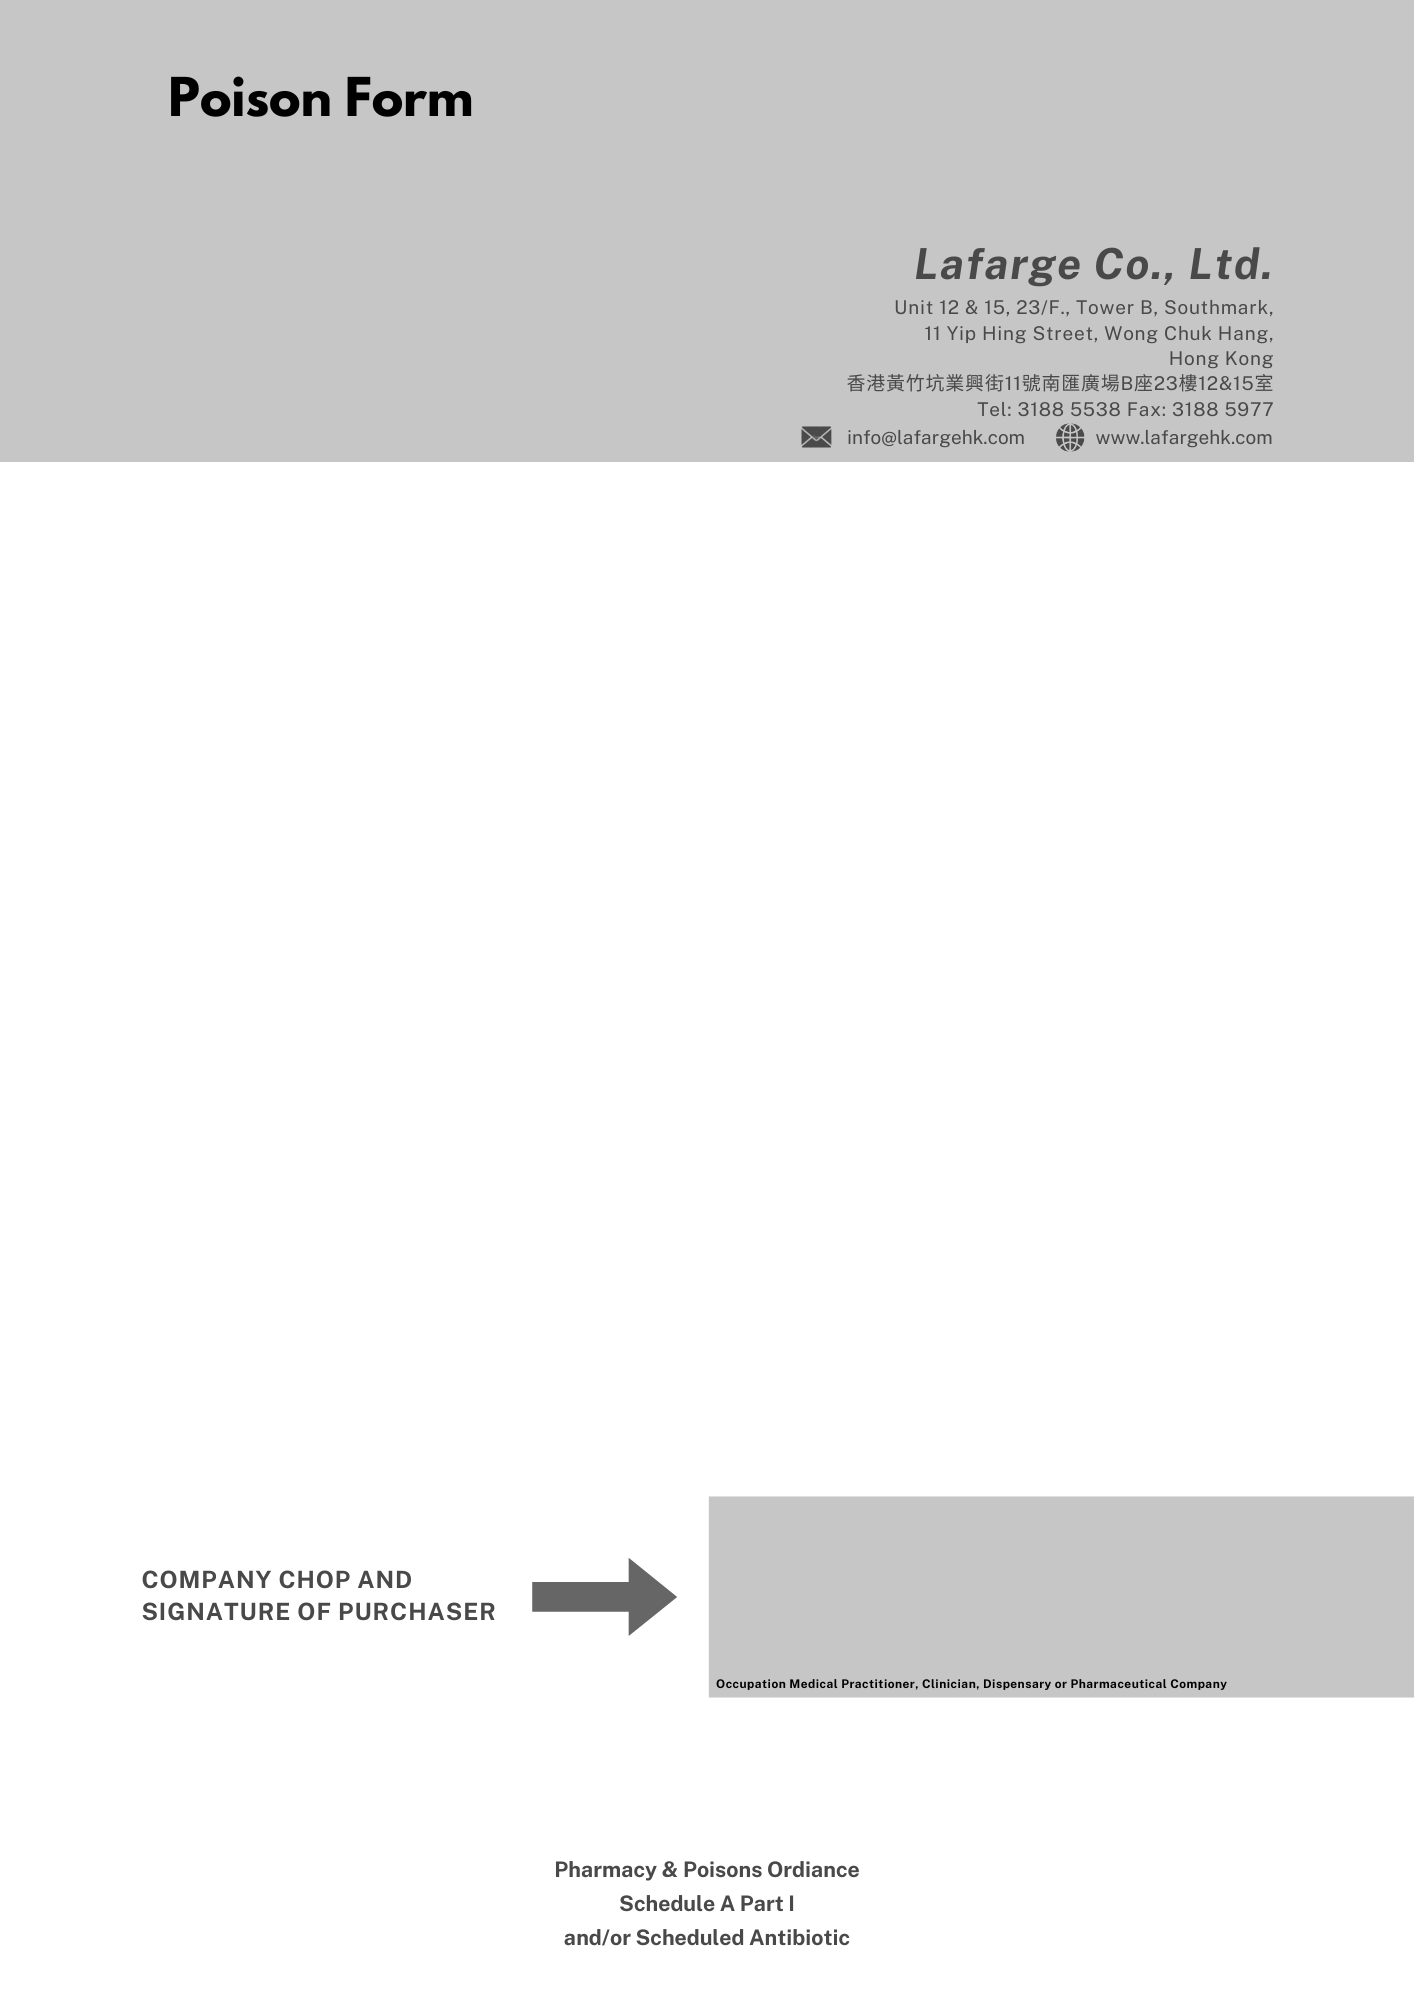 Poison Form
Lafarge Co., Ltd.
Unit 12 & 15, 23/F., Tower B, Southmark,
11 Yip Hing Street, Wong Chuk Hang,
Hong Kong
香港黃竹坑業興街11號南匯廣場B座23樓12&15室
Tel: 3188 5538 Fax: 3188 5977
info@lafargehk.com www.lafargehk.com
COMPANY CHOP AND
SIGNATURE OF PURCHASER
Occupation Medical Practitioner, Clinician, Dispensary or Pharmaceutical Company
Pharmacy & Poisons Ordiance
Schedule A Part I
and/or Scheduled Antibiotic